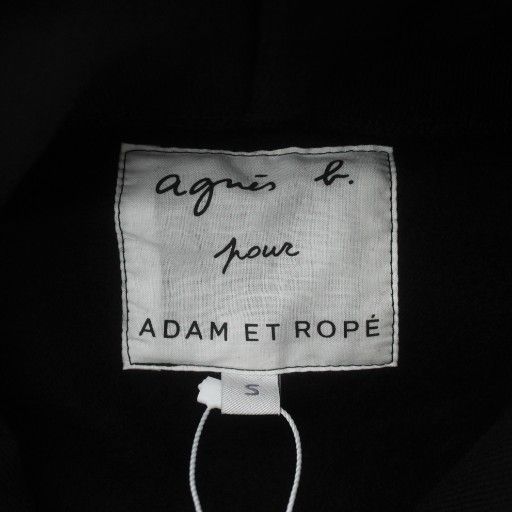 agnès b.
pour
ADAM ET ROPÉ
S